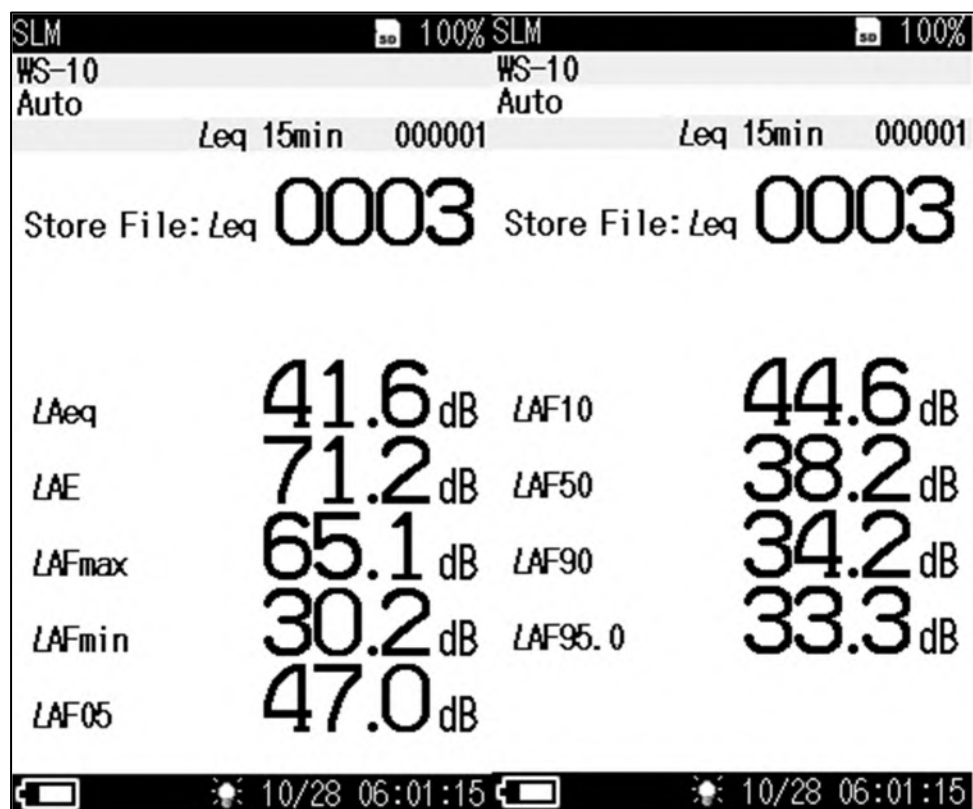 SLM SD 100%
WS-10
Auto
Leq 15min 000001
Store File: Leq 0003
LAeq 41.6 dB
LAE 71.2 dB
LAFmax 65.1 dB
LAFmin 30.2 dB
LAF05 47.0 dB
10/28 06:01:15
SLM SD 100%
WS-10
Auto
Leq 15min 000001
Store File: Leq 0003
LAF10 44.6 dB
LAF50 38.2 dB
LAF90 34.2 dB
LAF95.0 33.3 dB
10/28 06:01:15